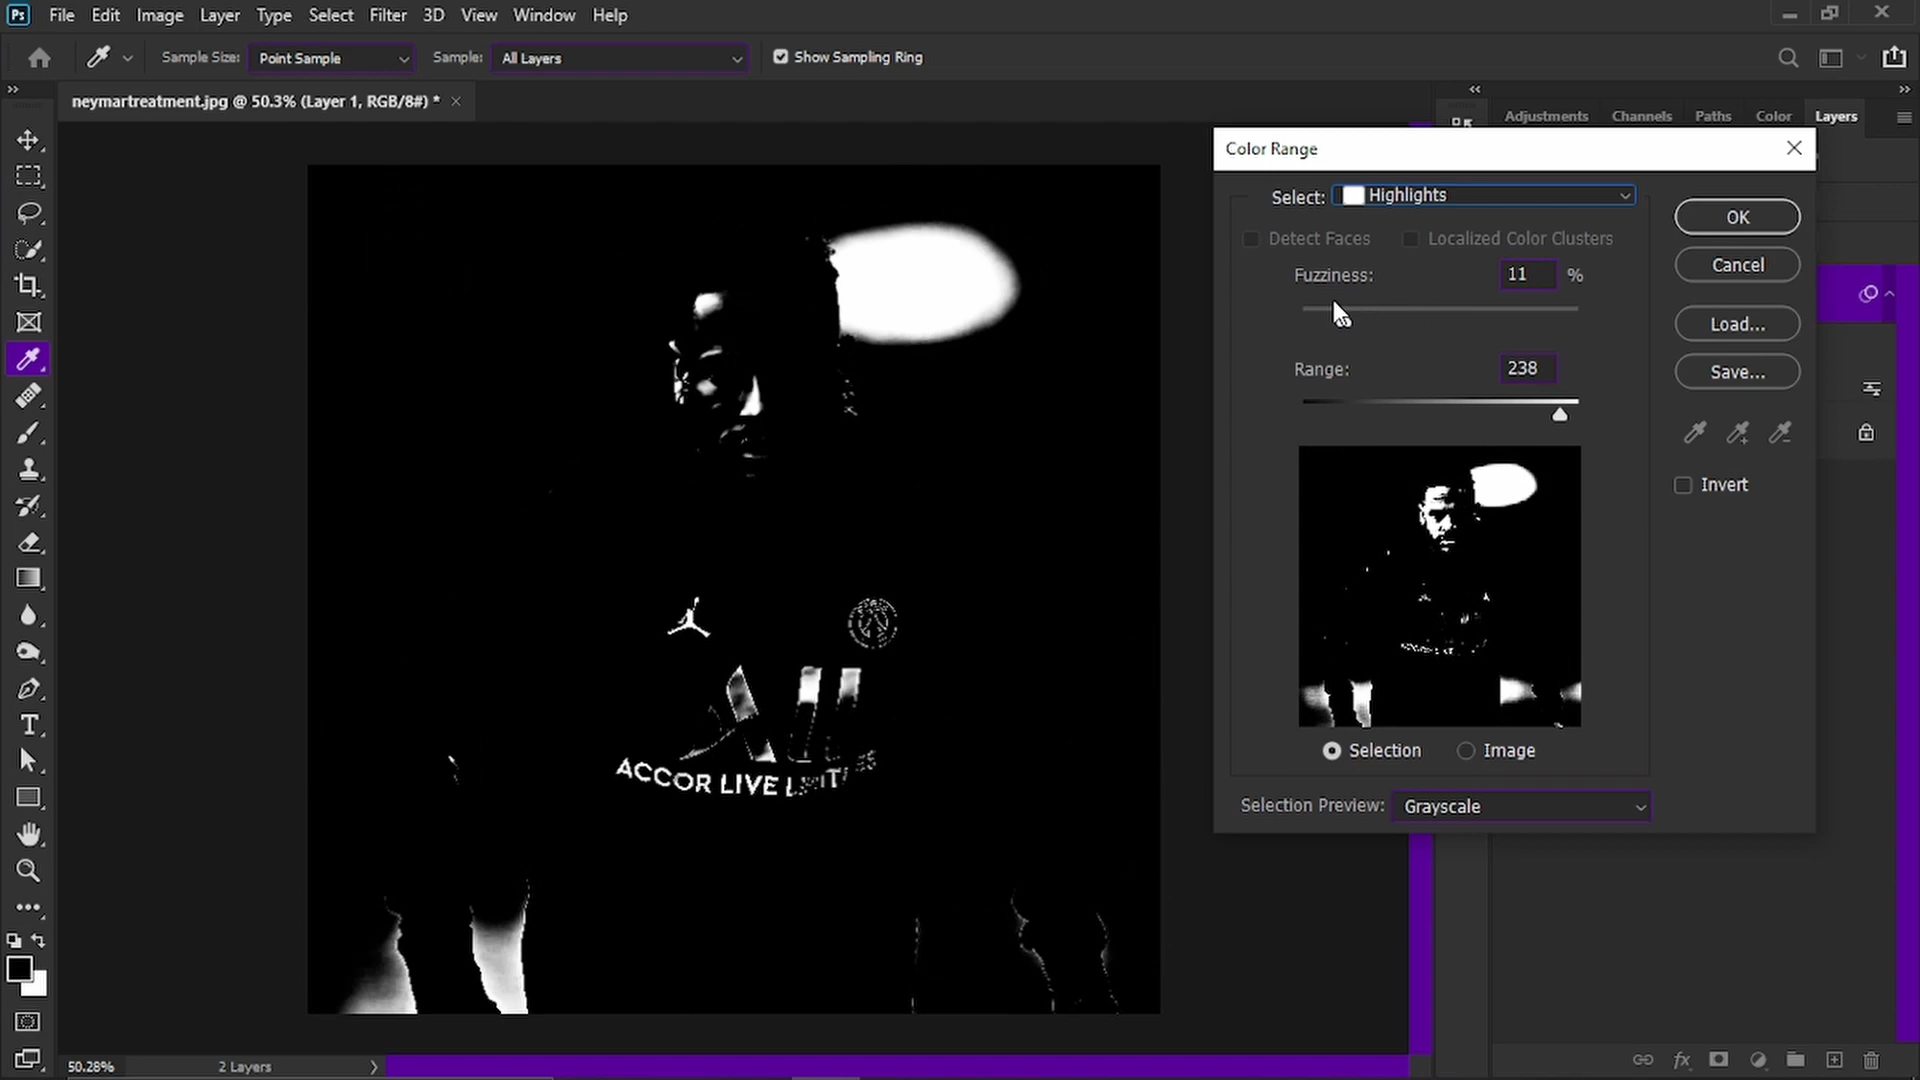 Ps File Edit Image Layer Type Select Filter 3D View Window Help
Sample Size: Point Sample Sample: All Layers Show Sampling Ring
neymartreatment.jpg @ 50.3% (Layer 1, RGB/8#) *
Adjustments Channels Paths Color Layers
Color Range
Select: Highlights
OK
Detect Faces Localized Color Clusters
Cancel
Fuzziness: 11 %
Load...
Range: 238
Save...
Invert
Selection Image
Selection Preview: Grayscale
ACCOR LIVE
50.28% 2 Layers
fx